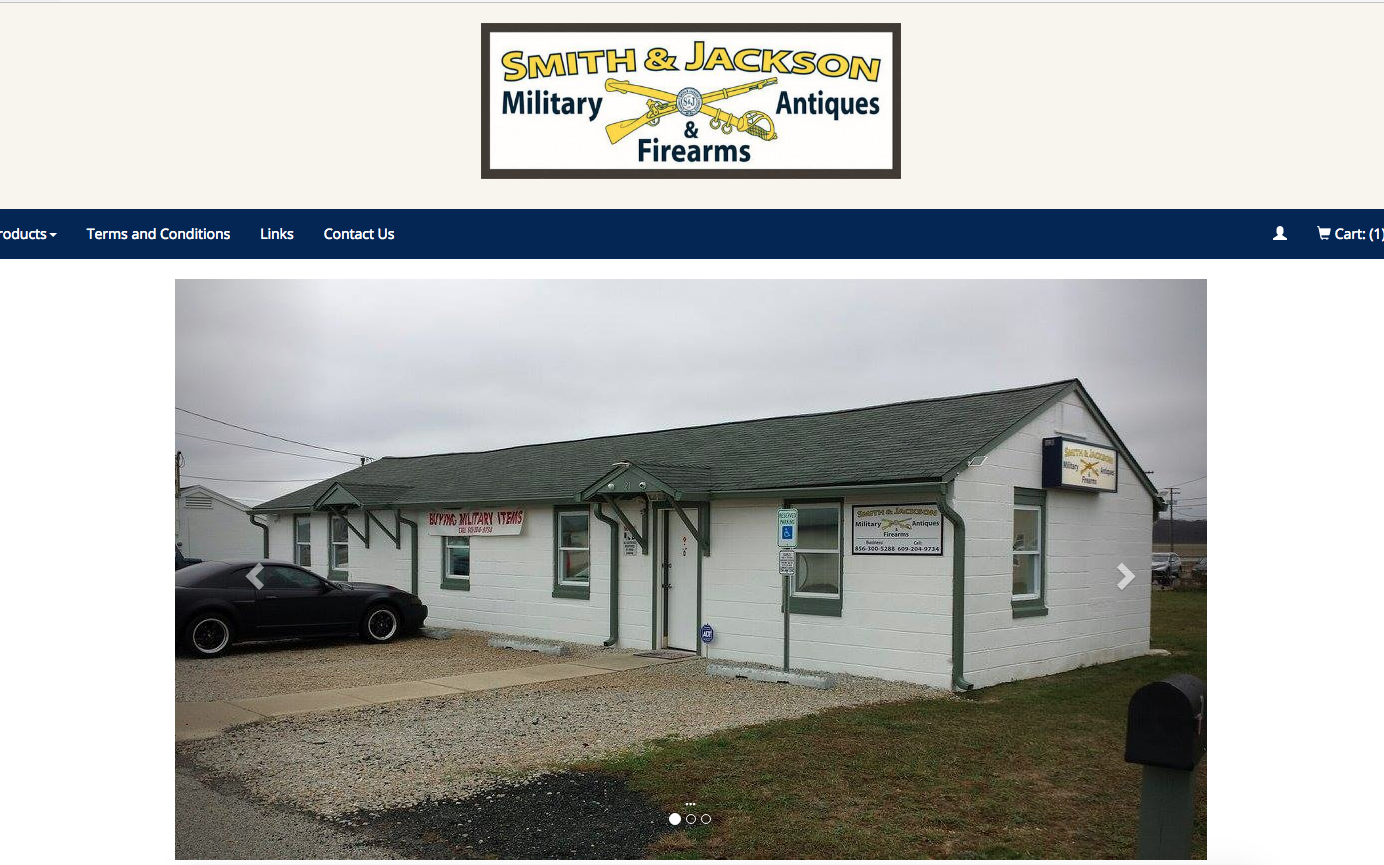 SMITH & JACKSON
Military Antiques
S&J
&
Firearms
roducts
Terms and Conditions
Links
Contact Us
Cart: (1)
SMITH & JACKSON
Military Antiques
&
Firearms
BUYING MILITARY ITEMS
RESERVED
PARKING
SMITH & JACKSON
Military Antiques
&
Firearms
Business: Cell:
856-300-5288 609-204-9734
21
ADT
...